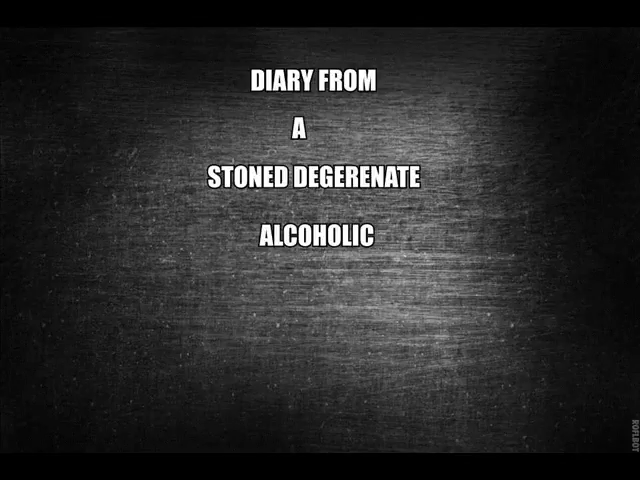 DIARY FROM
A
STONED DEGERENATE
ALCOHOLIC
ROFLBOT